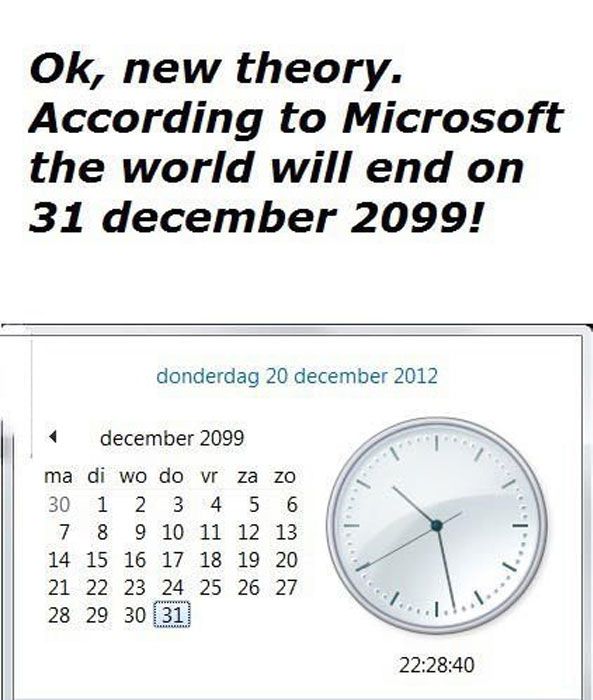 Ok, new theory.
According to Microsoft
the world will end on
31 december 2099!
donderdag 20 december 2012
december 2099
ma di wo do vr za zo
30 1 2 3 4 5 6
7 8 9 10 11 12 13
14 15 16 17 18 19 20
21 22 23 24 25 26 27
28 29 30 31
22:28:40